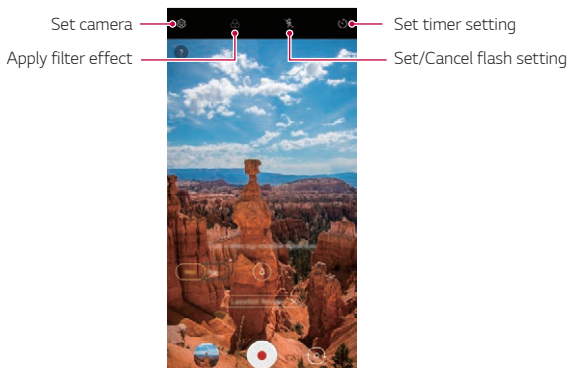 Set camera
Set timer setting
Apply filter effect
Set/Cancel flash setting
?